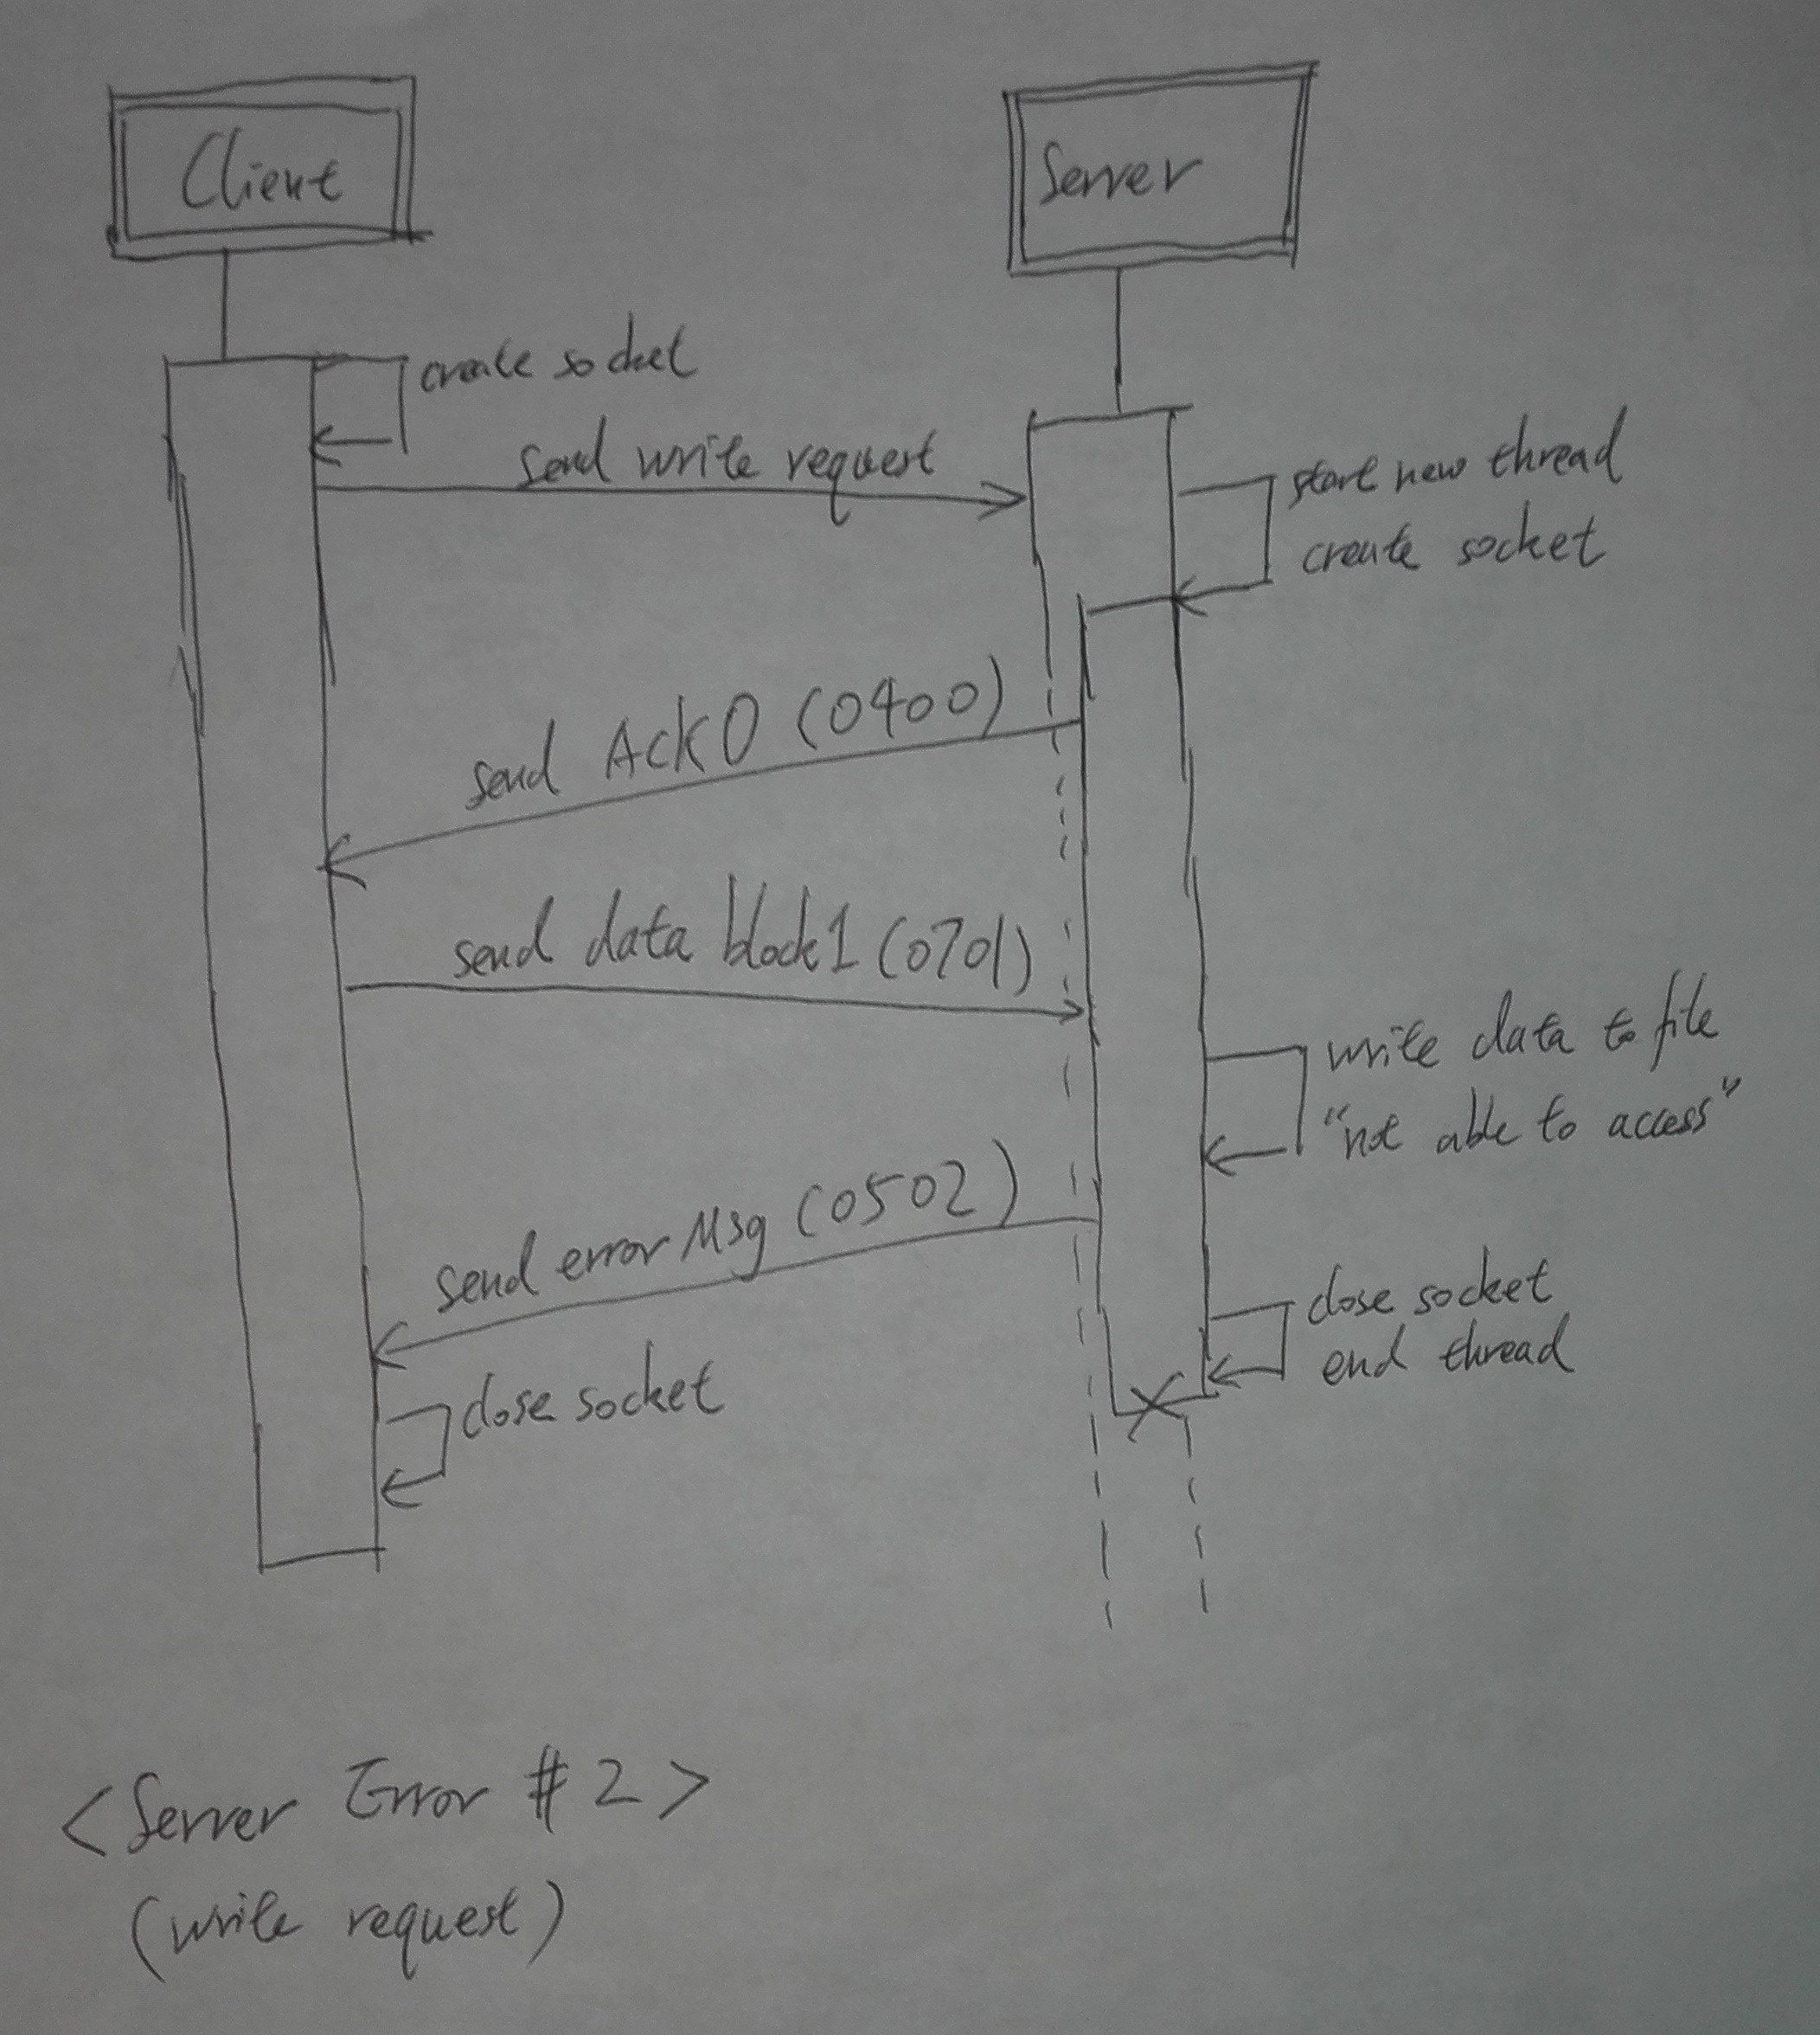 Client
Server
create socket
send write request
start new thread
create socket
send Ack 0 (0400)
send data block1 (0701)
write data to file
"not able to access"
send error Msg (0502)
close socket
end thread
close socket
<Server Error #2>
(write request)